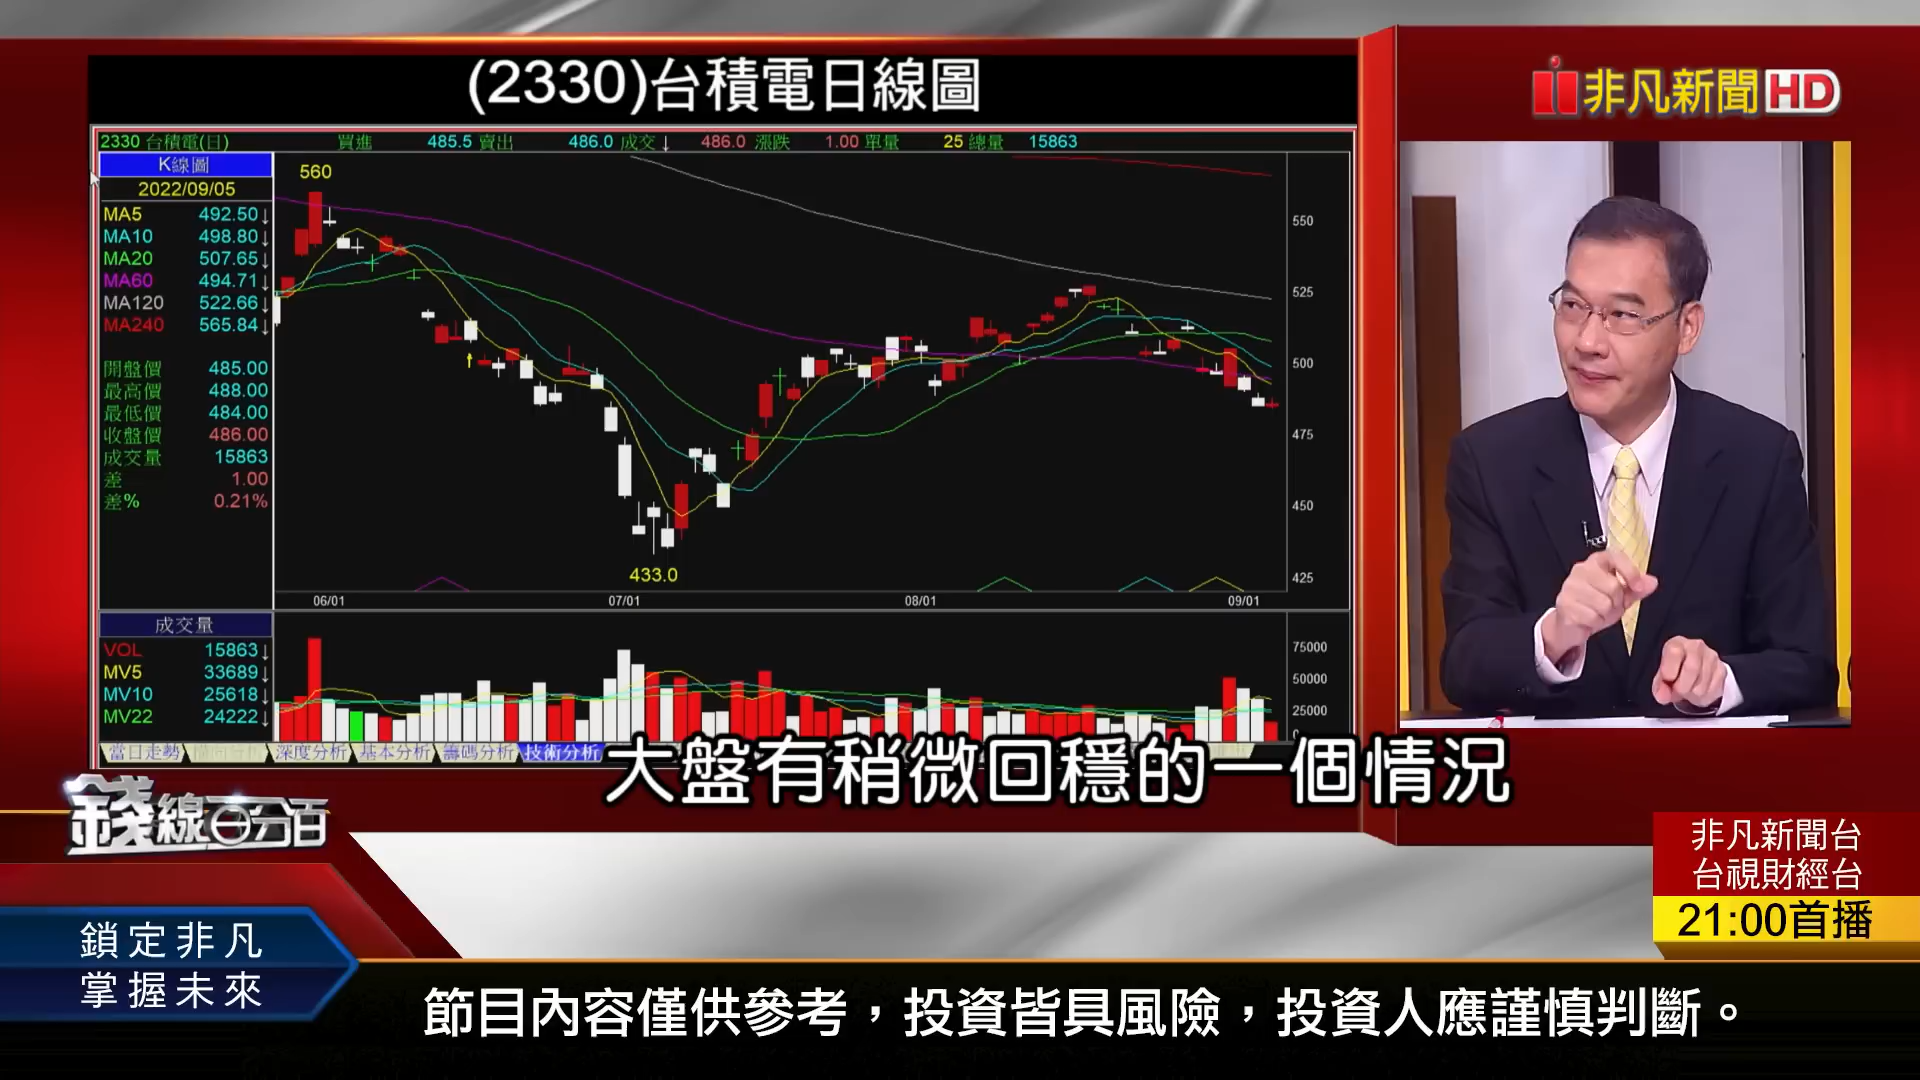 (2330)台積電日線圖
非凡新聞HD
2330 台積電(日) 買進 485.5 賣出 486.0 成交↓ 486.0 漲跌 1.00 單量 25 總量 15863
K線圖
2022/09/05
MA5 492.50↓
MA10 498.80↓
MA20 507.65↓
MA60 494.71↓
MA120 522.66↓
MA240 565.84↓
開盤價 485.00
最高價 488.00
最低價 484.00
收盤價 486.00
成交量 15863
差 1.00
差% 0.21%
560
433.0
550
525
500
475
450
425
06/01 07/01 08/01 09/01
成交量
VOL 15863↓
MV5 33689↓
MV10 25618↓
MV22 24222↓
75000
50000
25000
當日走勢 深度分析 基本分析 籌碼分析 技術分析
大盤有稍微回穩的一個情況
錢線百分百
非凡新聞台
台視財經台
21:00首播
鎖定非凡
掌握未來
節目內容僅供參考，投資皆具風險，投資人應謹慎判斷。